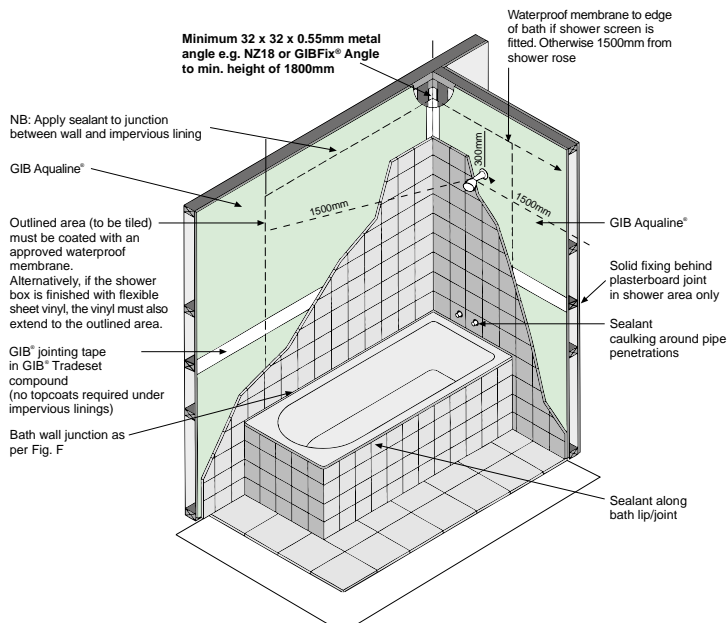 Minimum 32 x 32 x 0.55mm metal
angle e.g. NZ18 or GIBFix® Angle
to min. height of 1800mm
Waterproof membrane to edge
of bath if shower screen is
fitted. Otherwise 1500mm from
shower rose
NB: Apply sealant to junction
between wall and impervious lining
GIB Aqualine®
Outlined area (to be tiled)
must be coated with an
approved waterproof
membrane.
Alternatively, if the shower
box is finished with flexible
sheet vinyl, the vinyl must also
extend to the outlined area.
GIB® jointing tape
in GIB® Tradeset
compound
(no topcoats required under
impervious linings)
Bath wall junction as
per Fig. F
1500mm
300mm
1500mm
GIB Aqualine®
Solid fixing behind
plasterboard joint
in shower area only
Sealant
caulking around pipe
penetrations
Sealant along
bath lip/joint